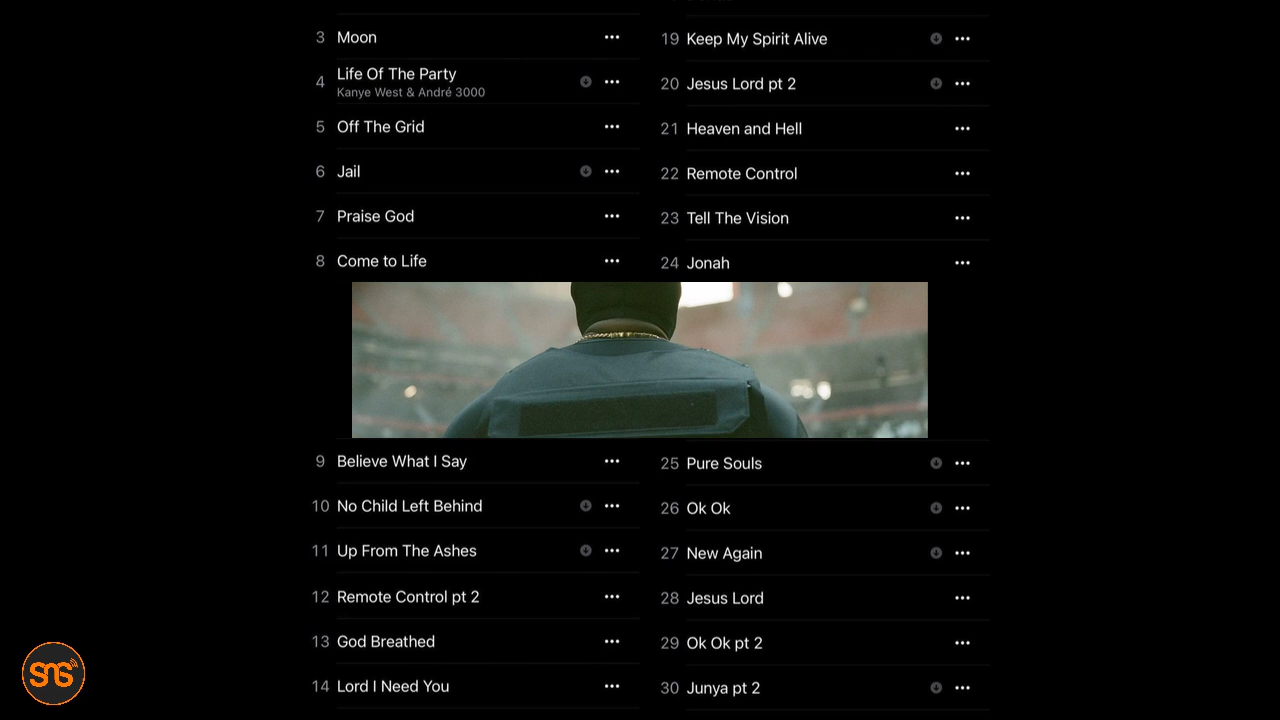 3 Moon
4 Life Of The Party
Kanye West & André 3000
5 Off The Grid
6 Jail
7 Praise God
8 Come to Life
9 Believe What I Say
10 No Child Left Behind
11 Up From The Ashes
12 Remote Control pt 2
13 God Breathed
14 Lord I Need You
19 Keep My Spirit Alive
20 Jesus Lord pt 2
21 Heaven and Hell
22 Remote Control
23 Tell The Vision
24 Jonah
25 Pure Souls
26 Ok Ok
27 New Again
28 Jesus Lord
29 Ok Ok pt 2
30 Junya pt 2
SNS